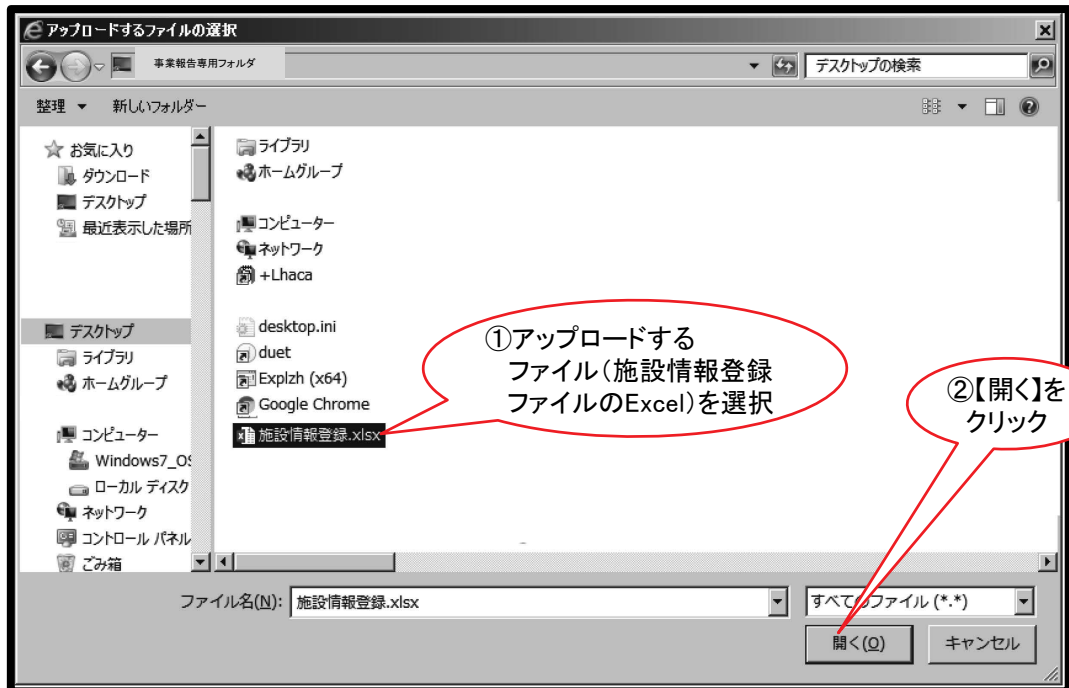 アップロードするファイルの選択
事業報告専用フォルダ
デスクトップの検索
整理
新しいフォルダー
お気に入り
ダウンロード
デスクトップ
最近表示した場所
デスクトップ
ライブラリ
ホームグループ
コンピューター
Windows7_OS
ローカル ディスク
ネットワーク
コントロール パネル
ごみ箱
ライブラリ
ホームグループ
コンピューター
ネットワーク
+Lhaca
desktop.ini
duet
Explzh (x64)
Google Chrome
施設情報登録.xlsx
①アップロードする
ファイル(施設情報登録
ファイルのExcel)を選択
②【開く】を
クリック
ファイル名(N):
施設情報登録.xlsx
すべてのファイル (*.*)
開く(O)
キャンセル